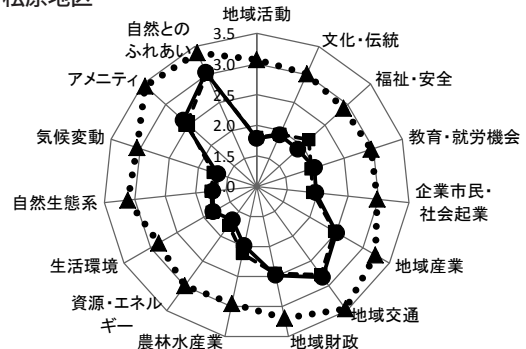 松原地区
地域活動
文化・伝統
福祉・安全
教育・就労機会
企業市民・
社会起業
地域産業
地域交通
地域財政
農林水産業
資源・エネル
ギー
生活環境
自然生態系
気候変動
アメニティ
自然との
ふれあい
3.5
3.0
2.5
2.0
1.5
1.0